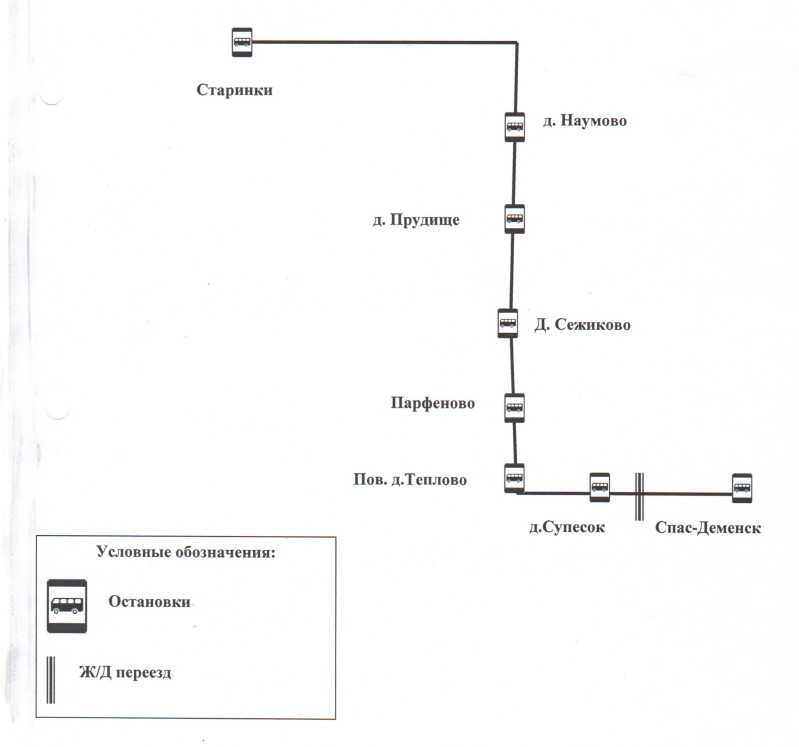 Старинки
д. Наумово
д. Прудище
Д. Сежиково
Парфеново
Пов. д.Теплово
д.Супесок
Спас-Деменск
Условные обозначения:
Остановки
Ж/Д переезд